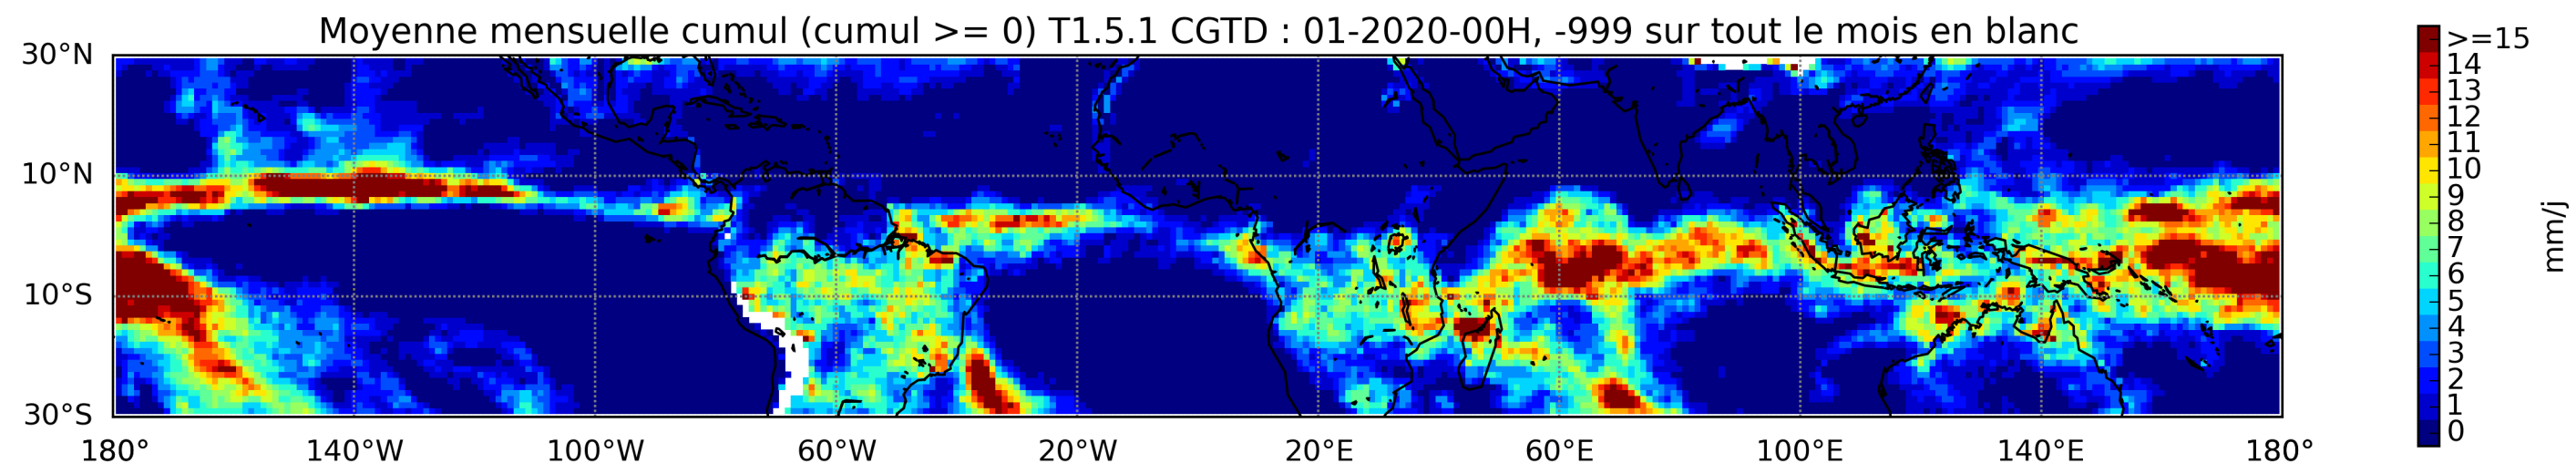 Moyenne mensuelle cumul (cumul >= 0) T1.5.1 CGTD : 01-2020-00H, -999 sur tout le mois en blanc
30°N
10°N
10°S
30°S
180° 140°W 100°W 60°W 20°W 20°E 60°E 100°E 140°E 180°
>=15
14
13
12
11
10
9
8
7
6
5
4
3
2
1
0
mm/j